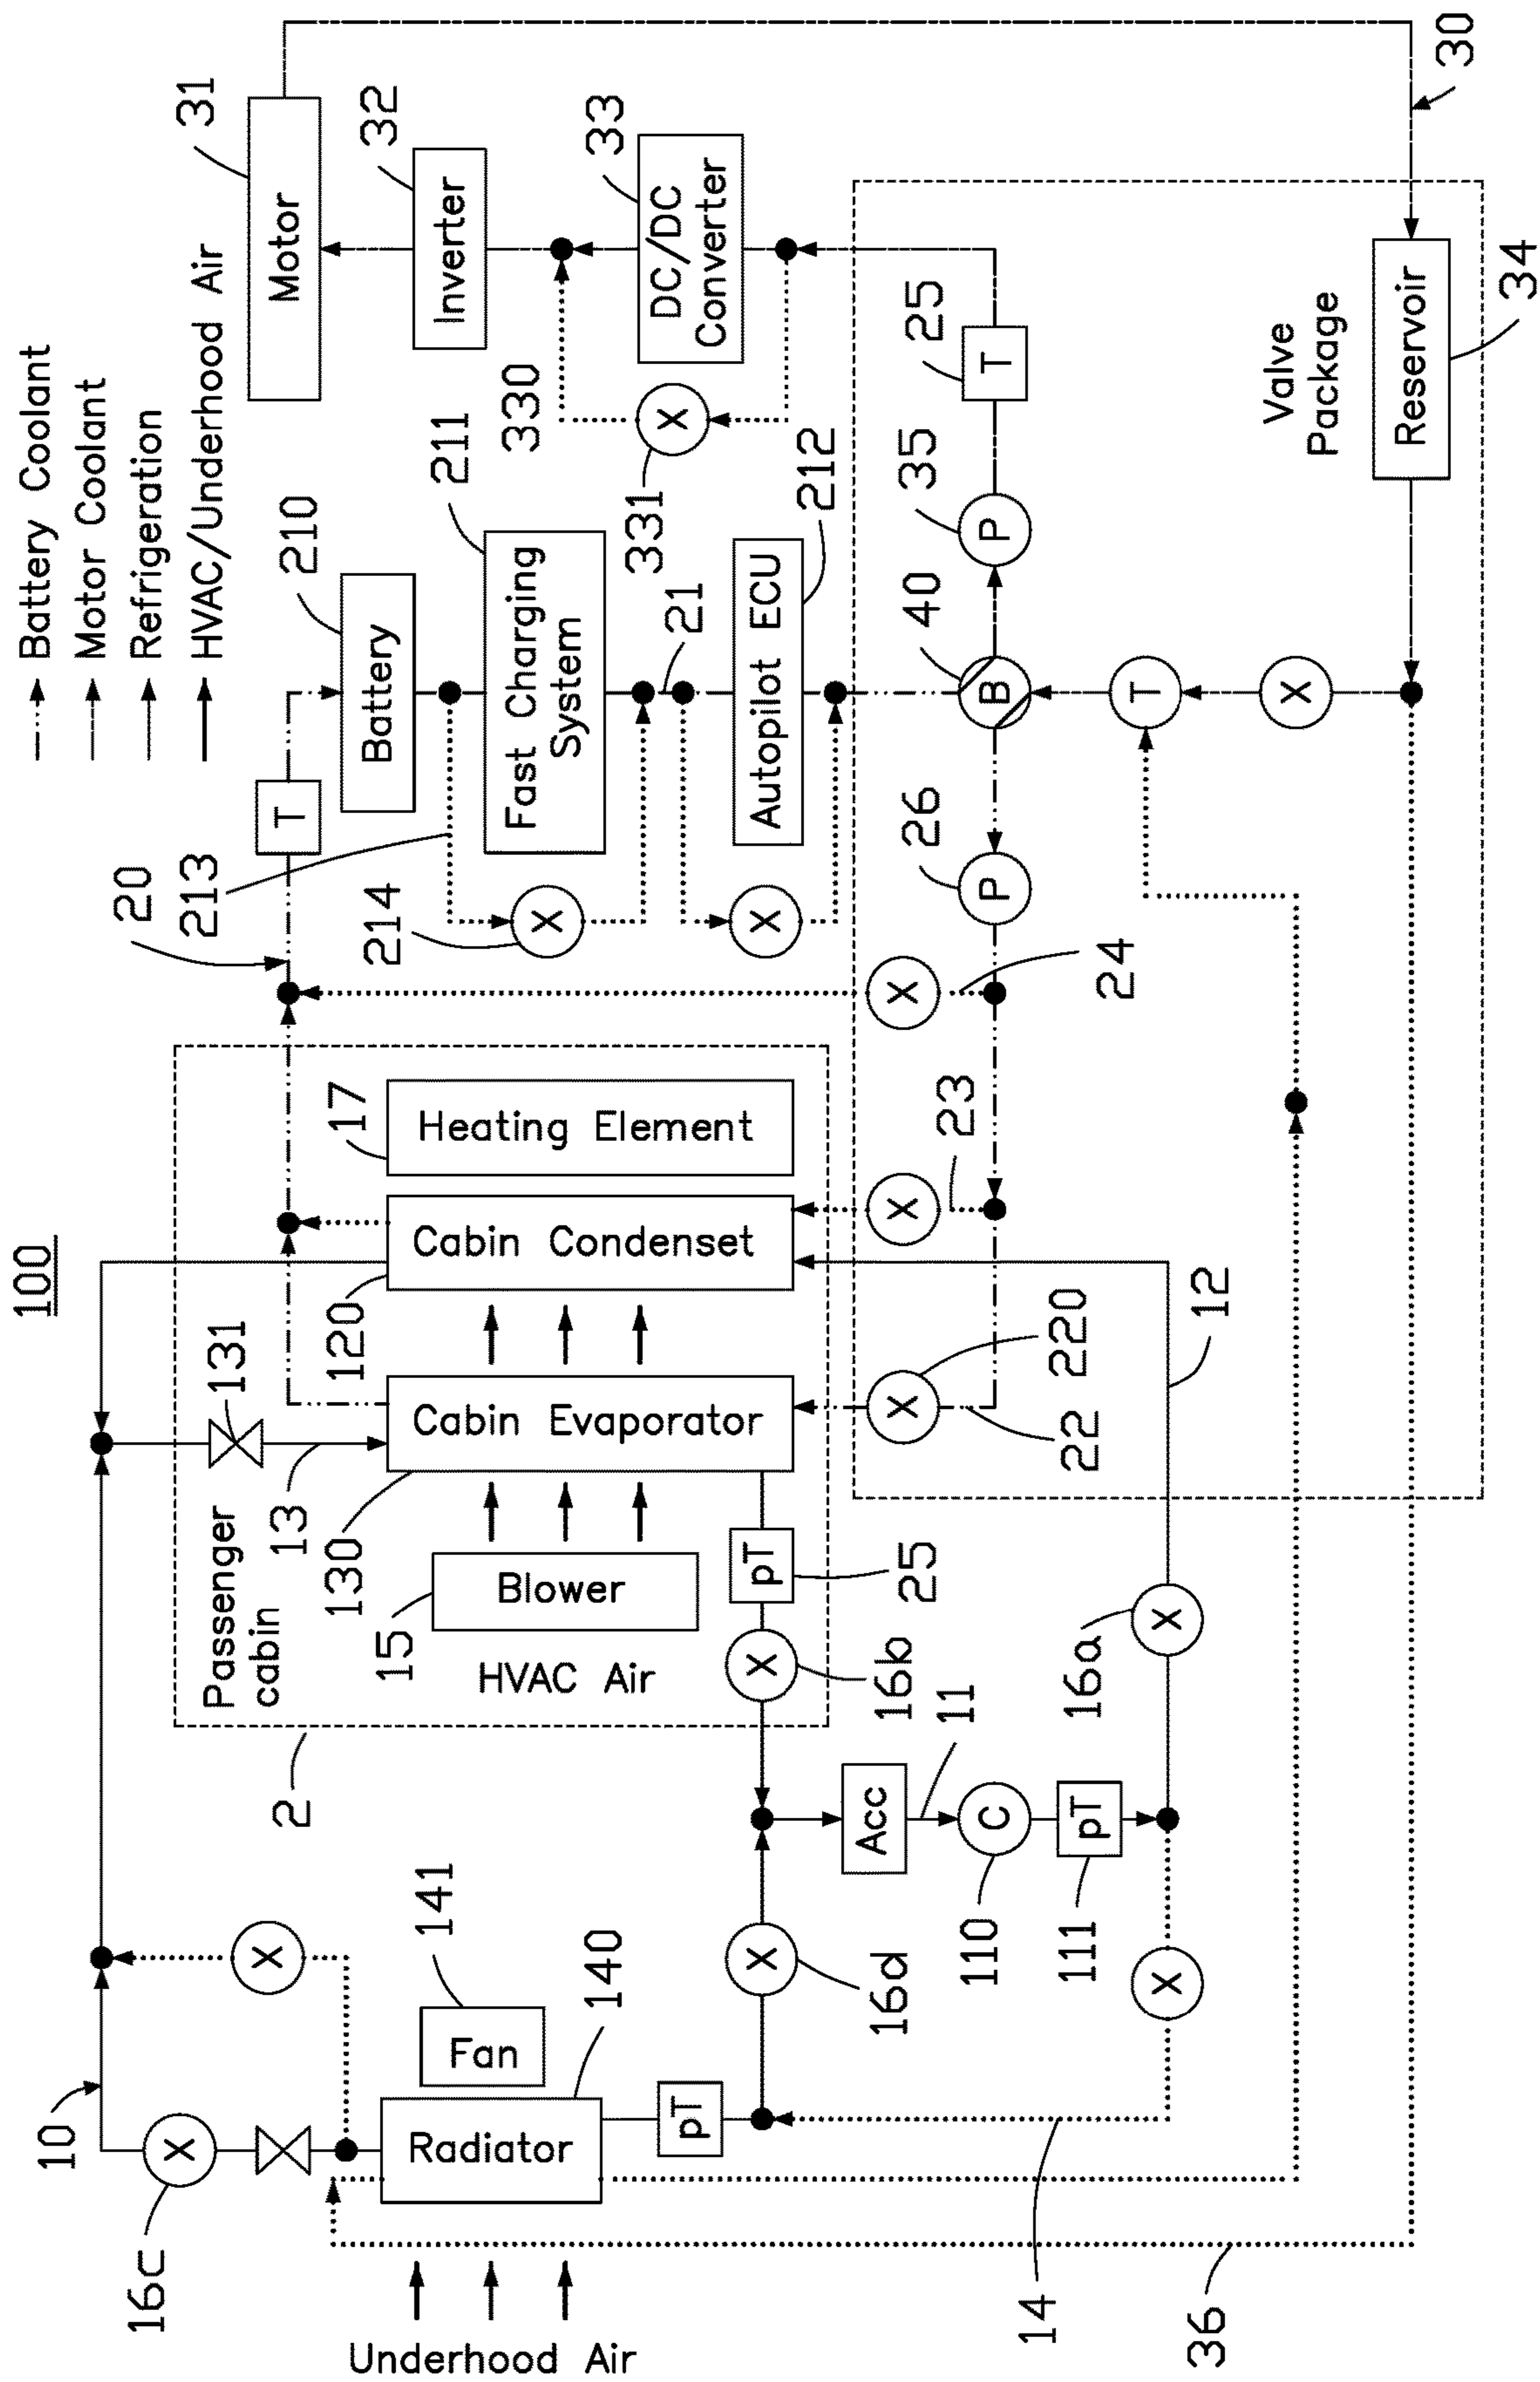 100
Battery Coolant
Motor Coolant
Refrigeration
HVAC/Underhood Air
10
16c
Underhood Air
Radiator
140
Fan
141
pT
X
X
14
36
2
Passenger
cabin
13
131
130
120
17
15
Blower
HVAC Air
Cabin Evaporator
Cabin Condenset
Heating Element
pT
25
X
16b
X
16d
Acc
11
C
110
pT
111
X
16a
12
X
220
22
X
23
X
24
20
213
T
Battery
210
214
X
Fast Charging
System
211
21
X
Autopilot ECU
212
P
26
B
40
P
35
T
25
T
X
Valve
Package
Reservoir
34
30
Motor
31
Inverter
32
DC/DC
Converter
33
330
331
X